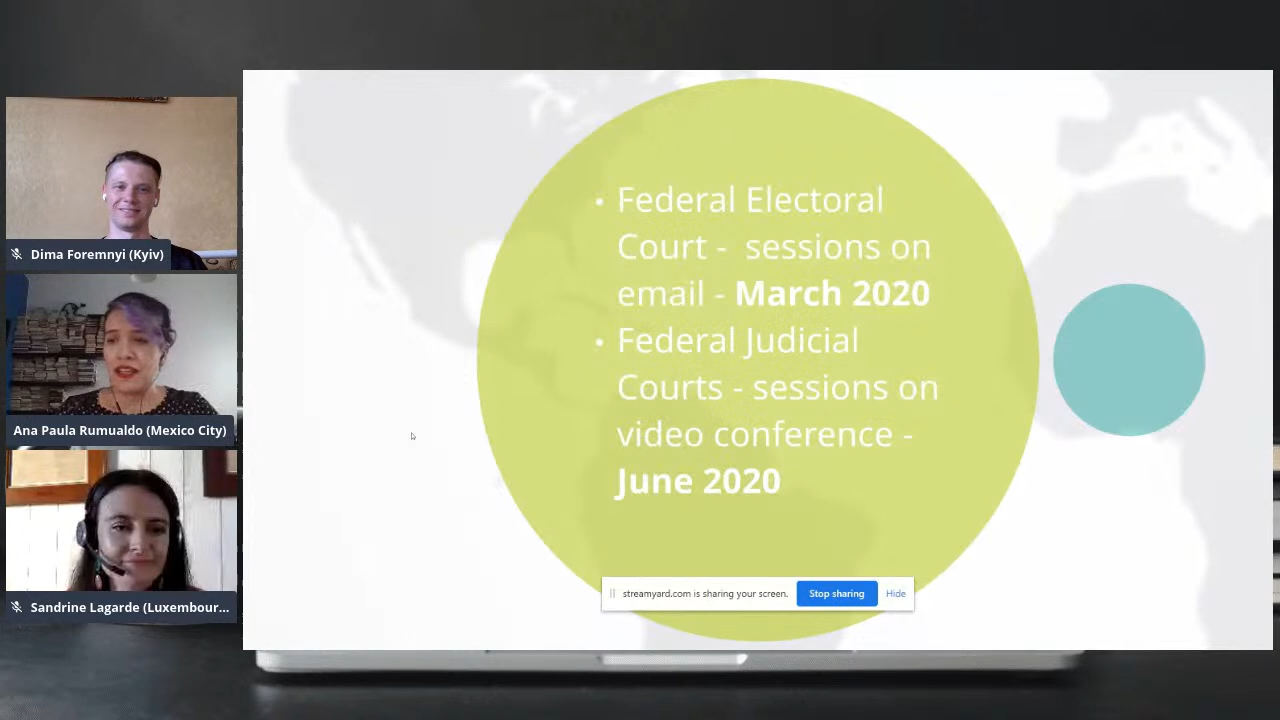 Dima Foremnyi (Kyiv)
Ana Paula Rumualdo (Mexico City)
Sandrine Lagarde (Luxembour...
• Federal Electoral
Court - sessions on
email - March 2020
• Federal Judicial
Courts - sessions on
video conference -
June 2020
streamyard.com is sharing your screen. Stop sharing Hide